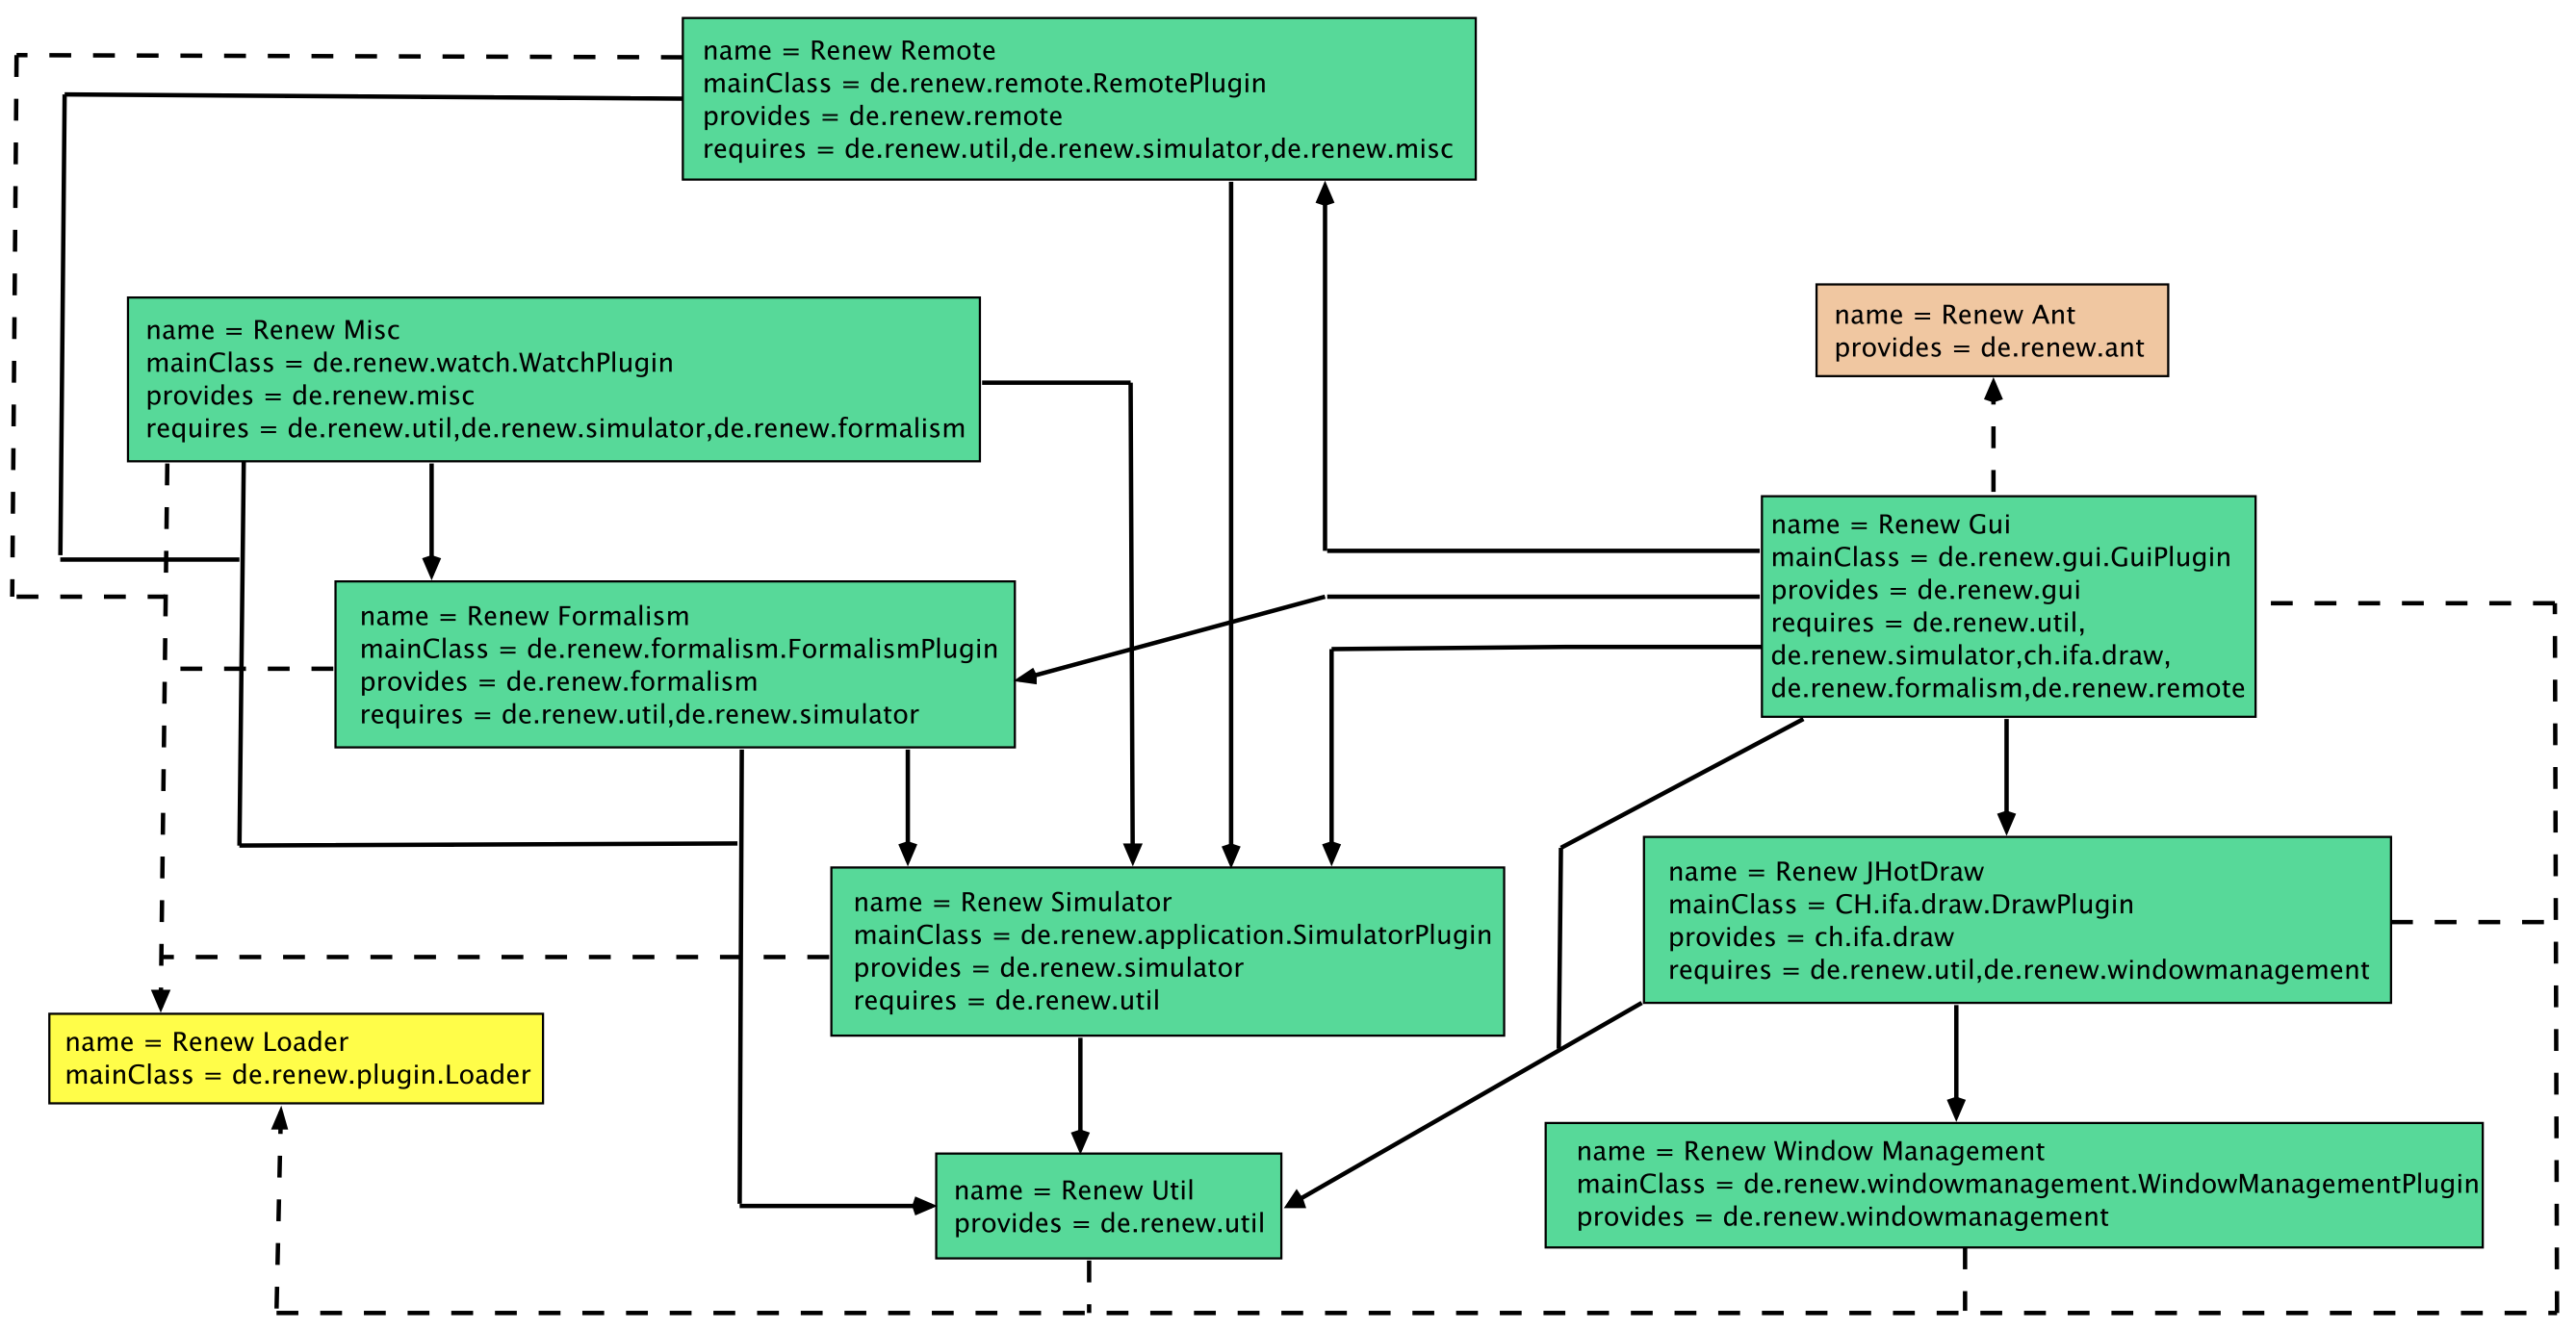 name = Renew Remote
mainClass = de.renew.remote.RemotePlugin
provides = de.renew.remote
requires = de.renew.util,de.renew.simulator,de.renew.misc
name = Renew Misc
mainClass = de.renew.watch.WatchPlugin
provides = de.renew.misc
requires = de.renew.util,de.renew.simulator,de.renew.formalism
name = Renew Ant
provides = de.renew.ant
name = Renew Gui
mainClass = de.renew.gui.GuiPlugin
provides = de.renew.gui
requires = de.renew.util,
de.renew.simulator,ch.ifa.draw,
de.renew.formalism,de.renew.remote
name = Renew Formalism
mainClass = de.renew.formalism.FormalismPlugin
provides = de.renew.formalism
requires = de.renew.util,de.renew.simulator
name = Renew JHotDraw
mainClass = CH.ifa.draw.DrawPlugin
provides = ch.ifa.draw
requires = de.renew.util,de.renew.windowmanagement
name = Renew Simulator
mainClass = de.renew.application.SimulatorPlugin
provides = de.renew.simulator
requires = de.renew.util
name = Renew Loader
mainClass = de.renew.plugin.Loader
name = Renew Window Management
mainClass = de.renew.windowmanagement.WindowManagementPlugin
provides = de.renew.windowmanagement
name = Renew Util
provides = de.renew.util